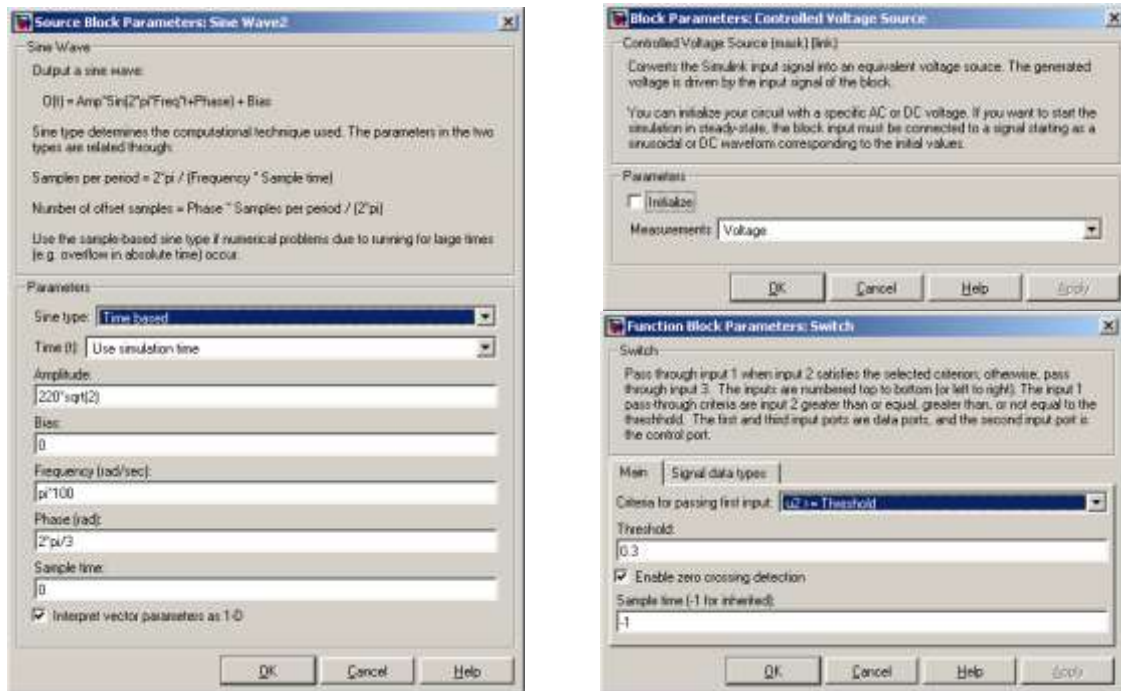 Source Block Parameters: Sine Wave2
Sine Wave
Output a sine wave:
O(t) = Amp*Sin(2*pi*Freq*t+Phase) + Bias
Sine type determines the computational technique used. The parameters in the two
types are related through:
Samples per period = 2*pi / (Frequency * Sample time)
Number of offset samples = Phase * Samples per period / (2*pi)
Use the sample-based sine type if numerical problems due to running for large times
(e.g. overflow in absolute time) occur.
Parameters
Sine type: Time based
Time (t): Use simulation time
Amplitude:
220*sqrt(2)
Bias:
0
Frequency (rad/sec):
pi*100
Phase (rad):
2*pi/3
Sample time:
0
Interpret vector parameters as 1-D
OK Cancel Help
Block Parameters: Controlled Voltage Source
Controlled Voltage Source (mask) (link)
Converts the Simulink input signal into an equivalent voltage source. The generated
voltage is driven by the input signal of the block.
You can initialize your circuit with a specific AC or DC voltage. If you want to start the
simulation in steady-state, the block input must be connected to a signal starting as a
sinusoidal or DC waveform corresponding to the initial values.
Parameters
Initialize
Measurements Voltage
OK Cancel Help Apply
Function Block Parameters: Switch
Switch
Pass through input 1 when input 2 satisfies the selected criterion; otherwise, pass
through input 3. The inputs are numbered top to bottom (or left to right). The input 1
pass-through criteria are input 2 greater than or equal, greater than, or not equal to the
threshold. The first and third input ports are data ports, and the second input port is
the control port.
Main Signal data types
Criteria for passing first input: u2 >= Threshold
Threshold:
0.3
Enable zero crossing detection
Sample time (-1 for inherited):
-1
OK Cancel Help Apply